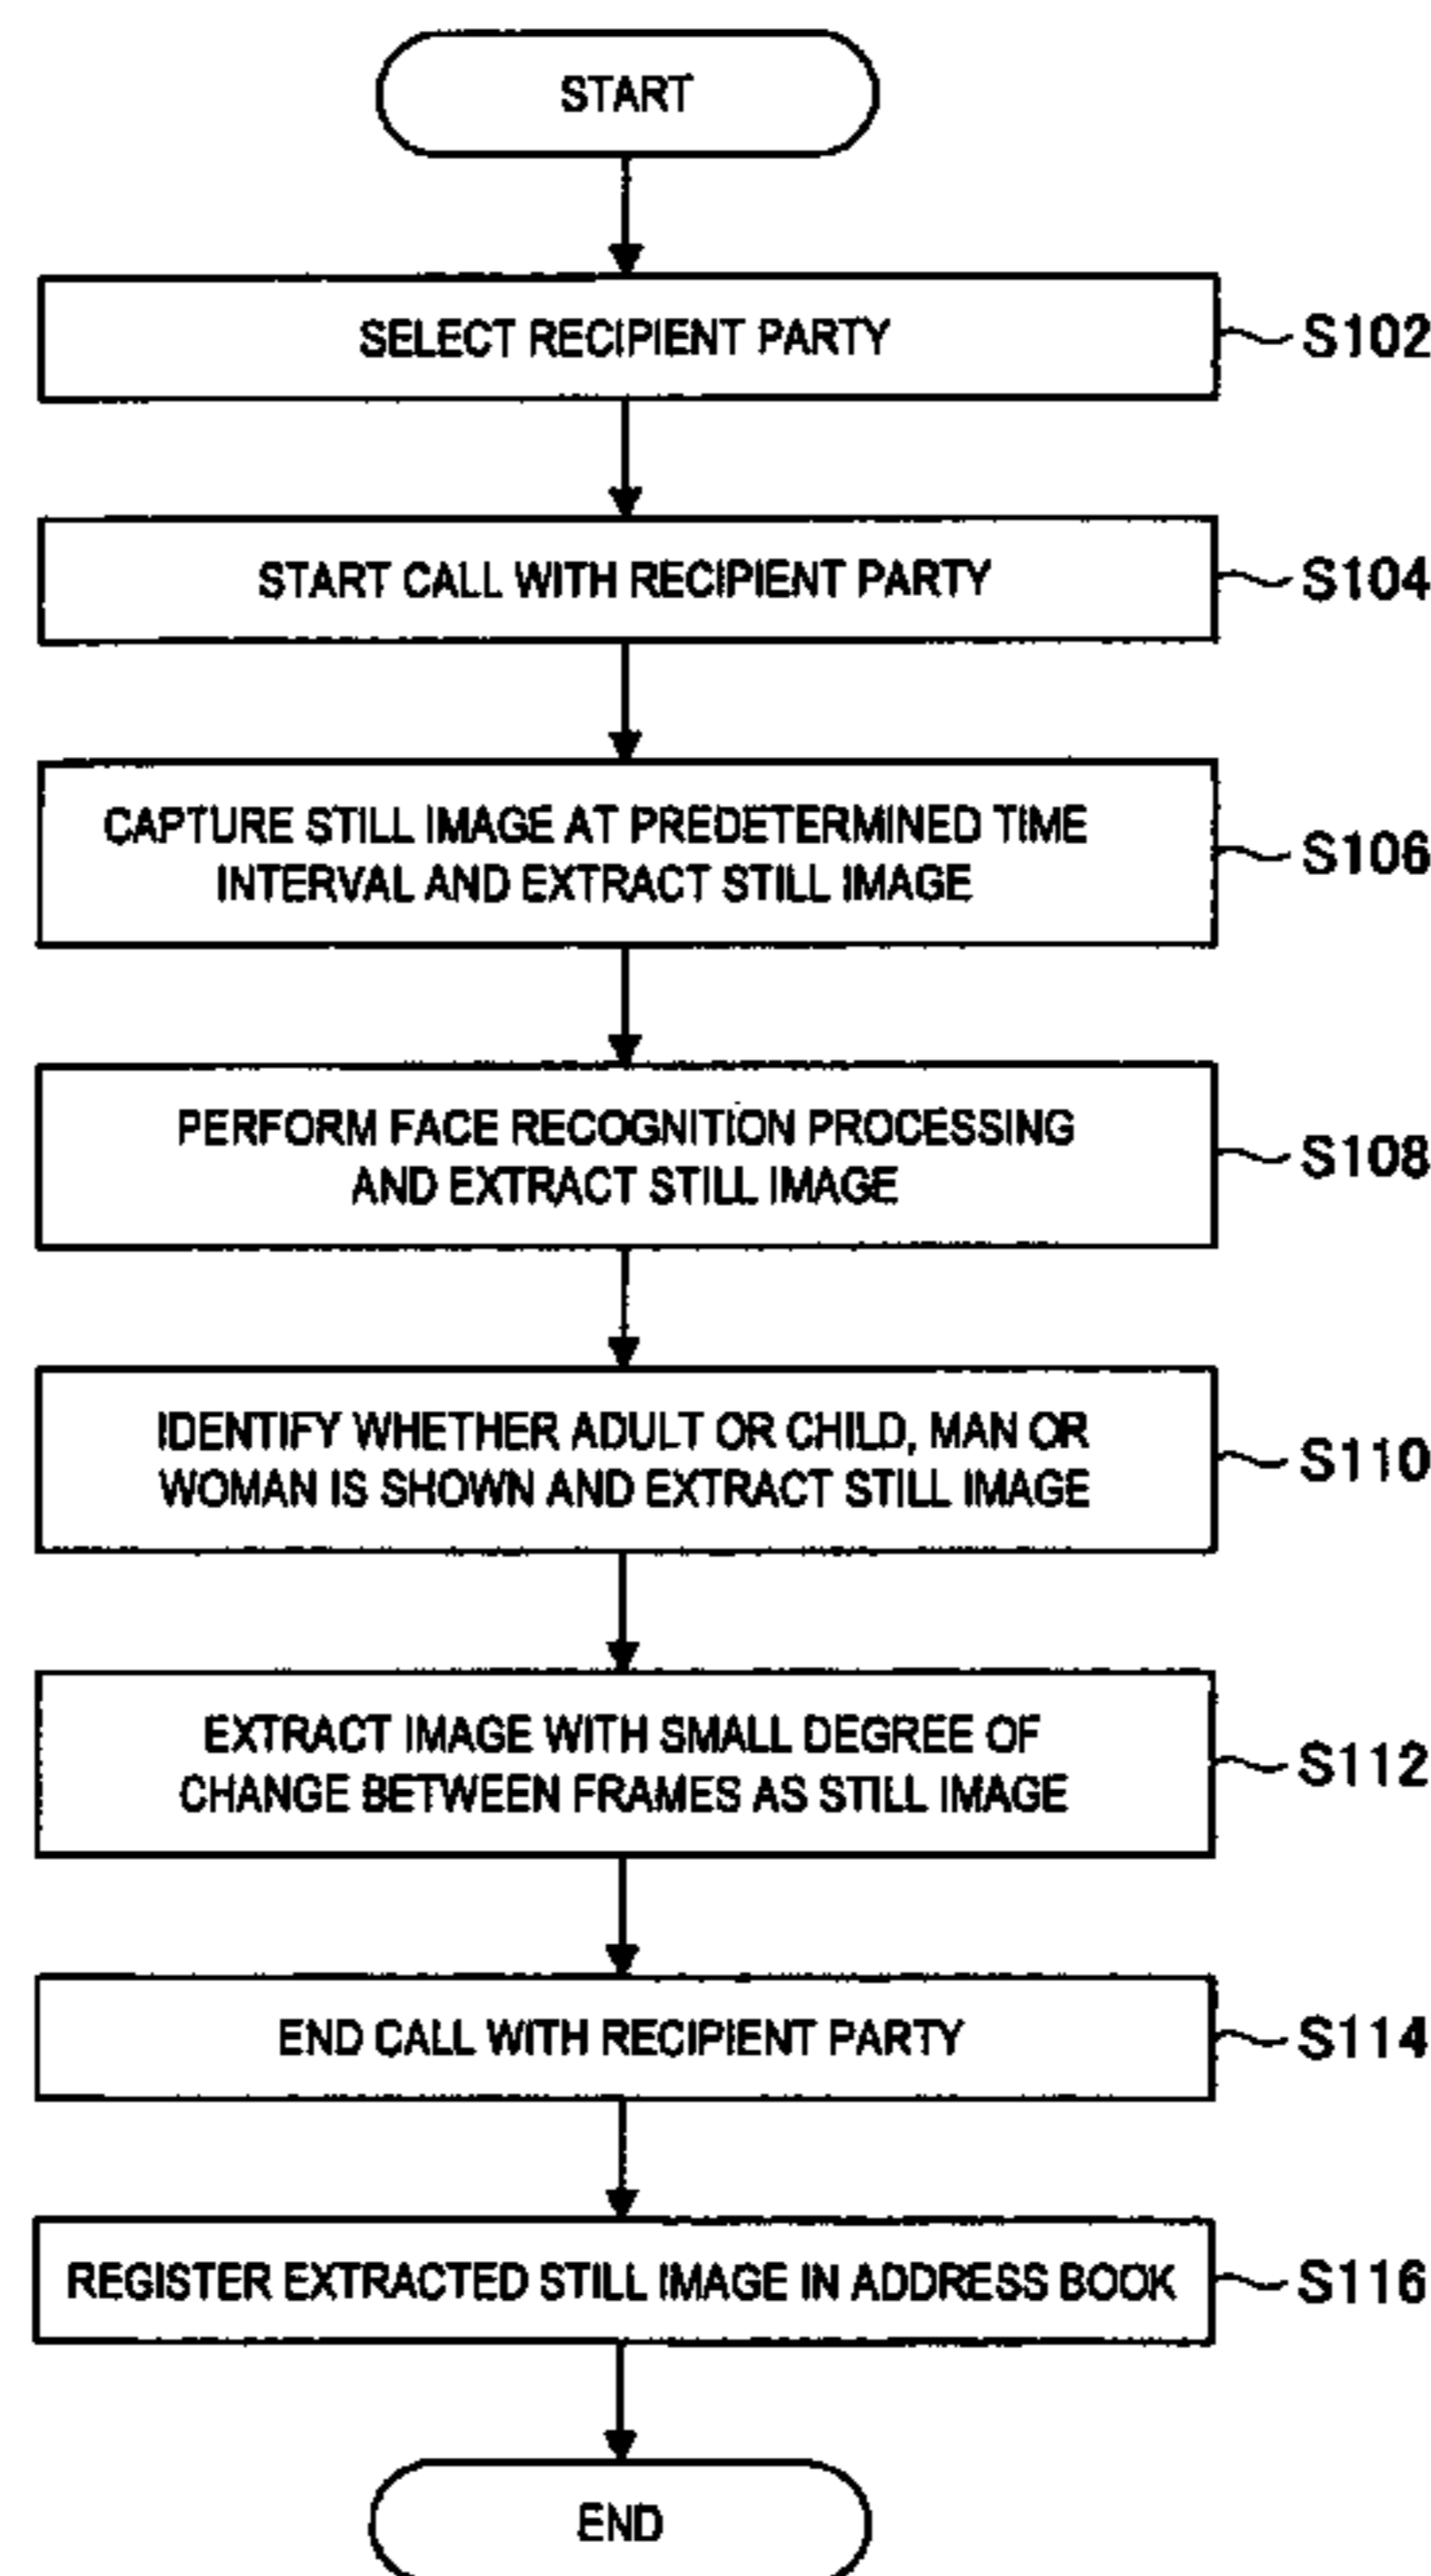 START
SELECT RECIPIENT PARTY
S102
START CALL WITH RECIPIENT PARTY
S104
CAPTURE STILL IMAGE AT PREDETERMINED TIME
INTERVAL AND EXTRACT STILL IMAGE
S106
PERFORM FACE RECOGNITION PROCESSING
AND EXTRACT STILL IMAGE
S108
IDENTIFY WHETHER ADULT OR CHILD, MAN OR
WOMAN IS SHOWN AND EXTRACT STILL IMAGE
S110
EXTRACT IMAGE WITH SMALL DEGREE OF
CHANGE BETWEEN FRAMES AS STILL IMAGE
S112
END CALL WITH RECIPIENT PARTY
S114
REGISTER EXTRACTED STILL IMAGE IN ADDRESS BOOK
S116
END